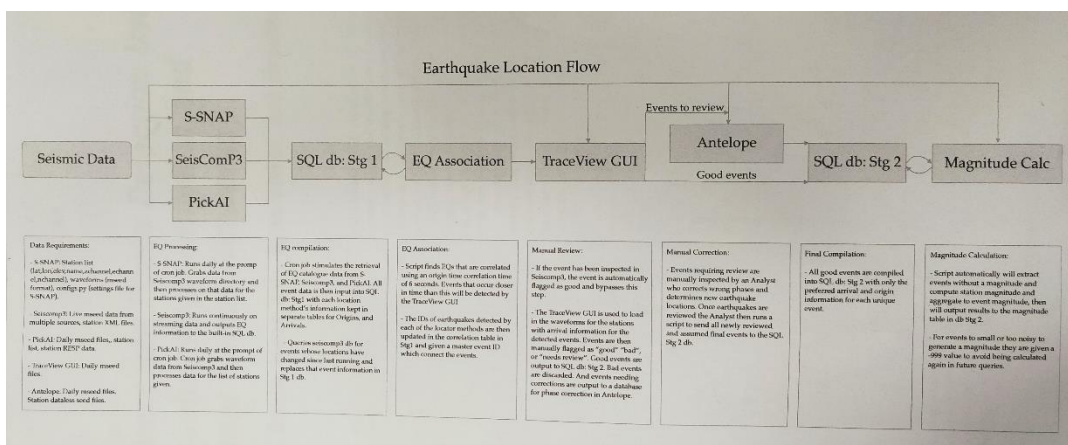 Earthquake Location Flow
S-SNAP
Events to review
Seismic Data
SeisComP3
SQL db: Stg 1
EQ Association
TraceView GUI
Antelope
SQL db: Stg 2
Magnitude Calc
Good events
PickAI
Data Requirements:
- S-SNAP: Station list
waveforms (mseed
format), configs.py (settings file for
S-SNAP).
- Seiscomp3: Live mseed data from
multiple sources, station XML files.
- PickAI: Daily mseed files, station
list, station RESP data.
- TraceView GUI: Daily mseed
files.
- Antelope: Daily mseed files,
Station dataless seed files.
EQ Processing:
- S-SNAP: Runs daily at the promp
of cron job. Grabs data from
Seiscomp3 waveform directory and
then processes on that data for the
stations given in the station list.
- Seiscomp3: Runs continuously on
streaming data and outputs EQ
information to the built-in SQL db.
- PickAI: Runs daily at the prompt of
cron job. Cron job grabs waveform
data from Seiscomp3 and then
processes data for the list of stations
given.
EQ compilation:
- Cron job stimulates the retrieval
of EQ catalogue data from S-
SNAP, Seiscomp3, and PickAI. All
event data is then input into SQL
db: Stg1 with each location
method's information kept in
seperate tables for Origins, and
Arrivals.
- Queries seiscomp3 db for
events whose locations have
changed since last running and
replaces that event information in
Stg 1 db.
EQ Association:
- Script finds EQs that are correlated
using an origin time correlation time
of 6 seconds. Events that occur closer
in time than this will be detected by
the TraceView GUI
- The IDs of earthquakes detected by
each of the locator methods are then
updated in the correlation table in
Stg1 and given a master event ID
which connect the events.
Manual Review:
- If the event has been inspected in
Seiscomp3, the event is automatically
flagged as good and bypasses this
step.
- The TraceView GUI is used to load
in the waveforms for the stations
with arrival information for the
detected events. Events are then
manually flagged as "good" "bad",
or "needs review". Good events are
output to SQL db: Stg 2. Bad events
are discarded. And events needing
corrections are output to a database
for phase correction in Antelope.
Manual Correction:
- Events requiring review are
manually inspected by an Analyst
who corrects wrong phases and
determines new earthquake
locations. Once earthquakes are
reviewed the Analyst then runs a
script to send all newly reviewed
and assumed final events to the SQL
Stg 2 db.
Final Compilation:
- All good events are compiled
into SQL db: Stg 2 with only the
preferred arrival and origin
information for each unique
event.
Magnitude Calculation:
- Script automatically will extract
events without a magnitude and
compute station magnitude and
aggregate to event magnitude, then
will output results to the magnitude
table in db Stg 2.
- For events to small or too noisy to
generate a magnitude they are given a
-999 value to avoid being calculated
again in future queries.